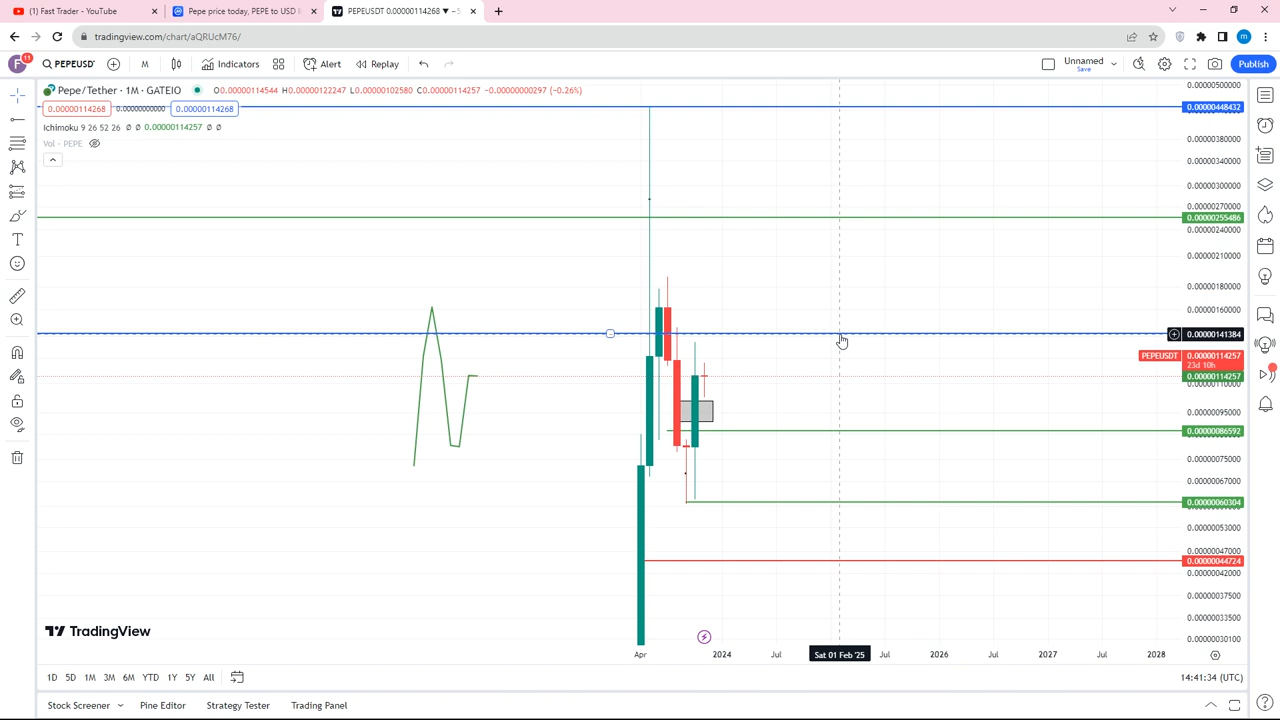 (1) Fast Trader - YouTube
Pepe price today, PEPE to USD l
PEPEUSDT 0.00000114268 ▼ −5
tradingview.com/chart/aQRUcM76/
F 11
PEPEUSD
M
Indicators
Alert
Replay
Unnamed
Save
Publish
m
Pepe/Tether · 1M · GATEIO O0.00000114544 H0.00000122247 L0.00000102580 C0.00000114257 −0.00000000297 (−0.26%)
0.00000114268 0.0000000000 0.00000114268
Ichimoku 9 26 52 26 Ø Ø 0.00000114257 Ø Ø
Vol · PEPE
0.00000500000
0.00000448432
0.00000380000
0.00000340000
0.00000300000
0.00000270000
0.00000255486
0.00000240000
0.00000210000
0.00000180000
0.00000160000
0.00000141384
PEPEUSDT 0.00000114257
23d 10h
0.00000114257
0.00000110000
0.00000095000
0.00000086592
0.00000075000
0.00000067000
0.00000060304
0.00000053000
0.00000047000
0.00000044724
0.00000042000
0.00000037500
0.00000033500
0.00000030100
TradingView
Apr 2024 Jul Sat 01 Feb '25 Jul 2026 Jul 2027 Jul 2028
1D 5D 1M 3M 6M YTD 1Y 5Y All
14:41:34 (UTC)
Stock Screener Pine Editor Strategy Tester Trading Panel